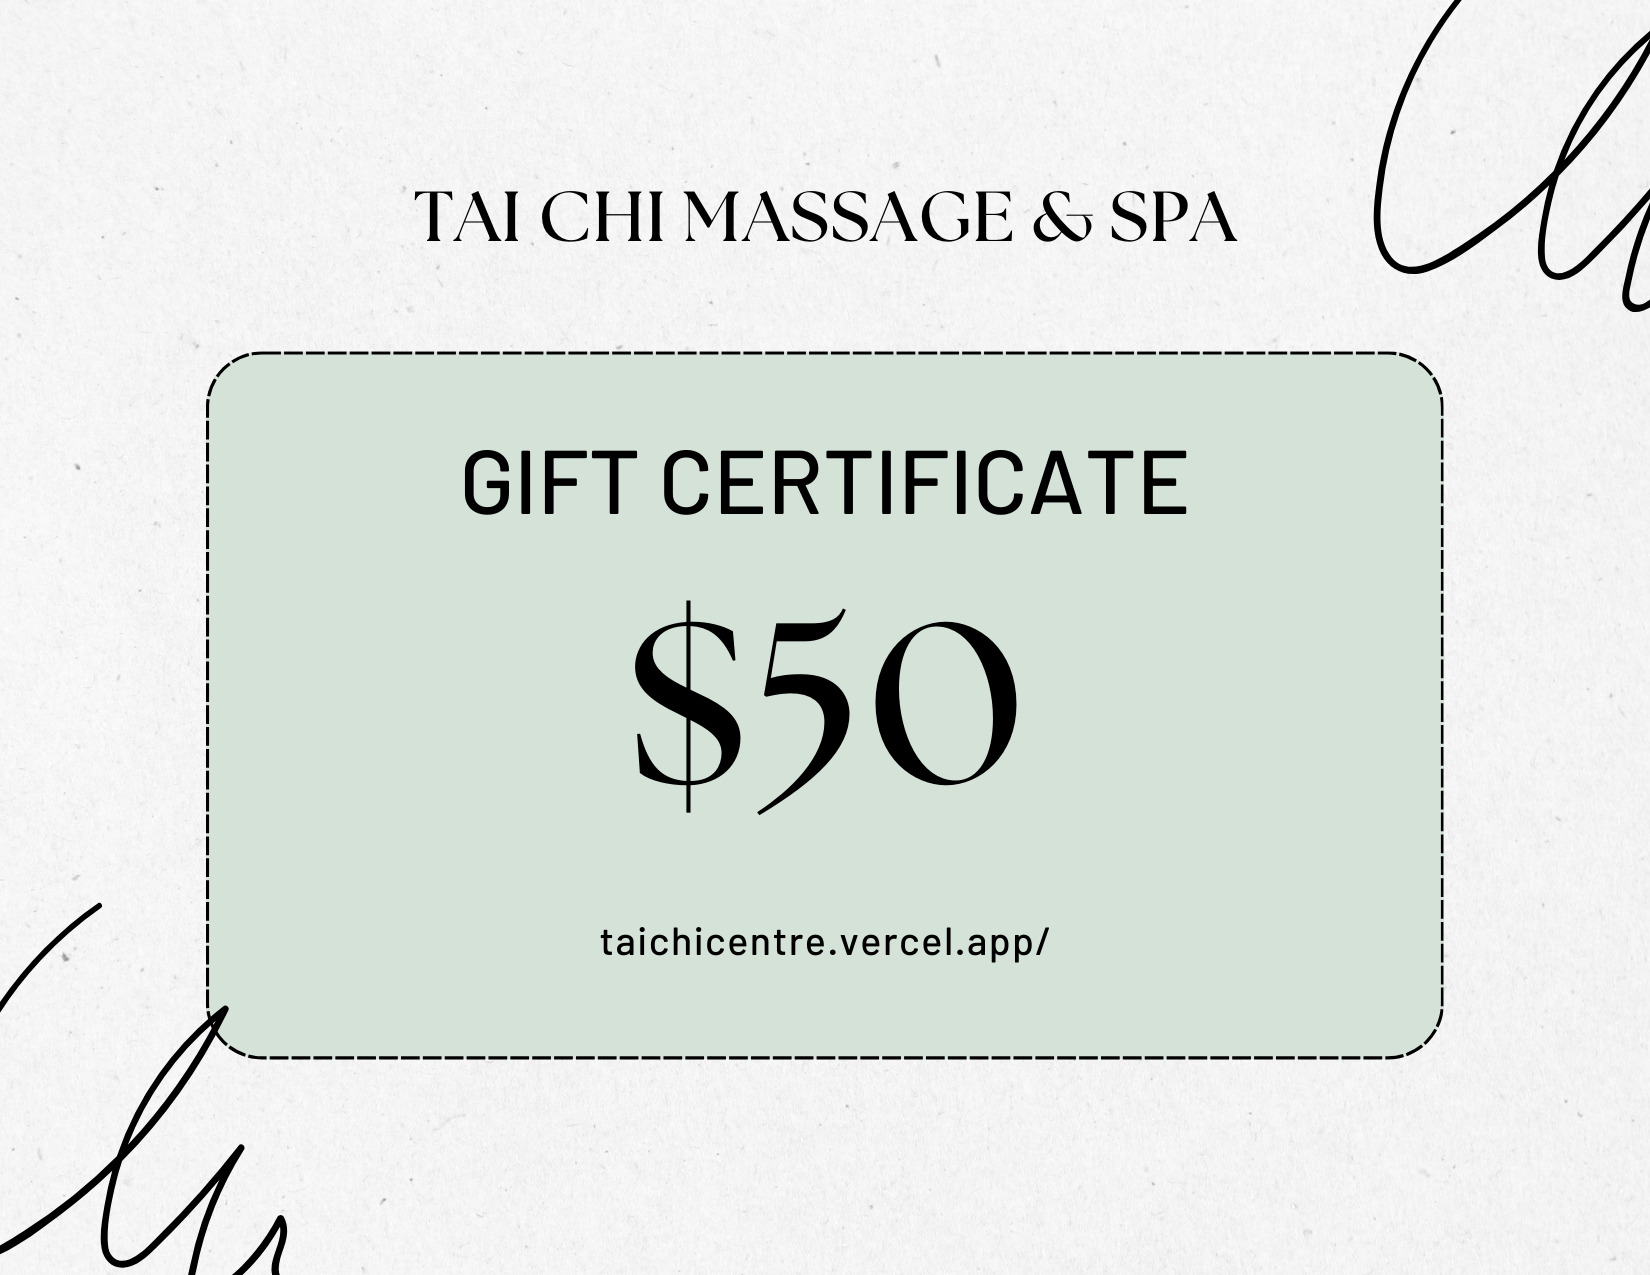 TAI CHI MASSAGE & SPA
GIFT CERTIFICATE
$50
taichicentre.vercel.app/